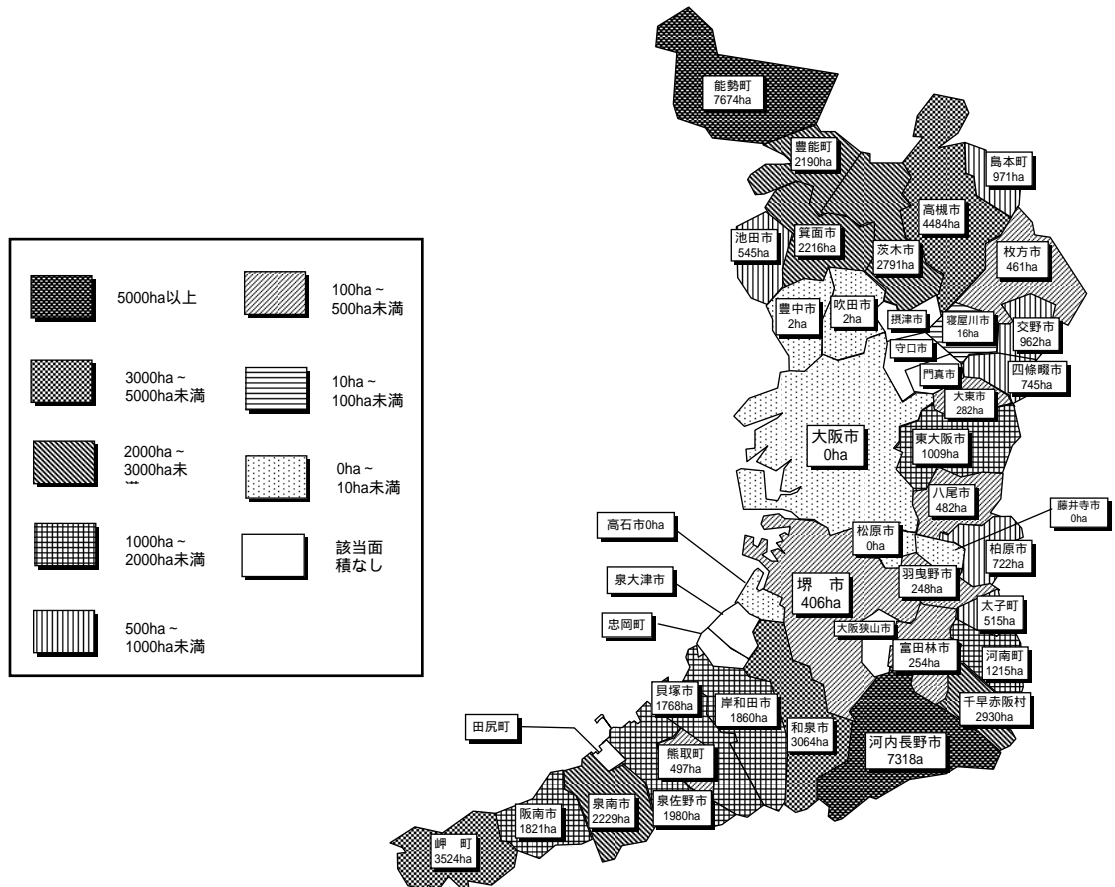 5000ha以上
3000ha~
5000ha未満
2000ha~
3000ha未
1000ha~
2000ha未満
500ha~
1000ha未満
100ha~
500ha未満
10ha~
100ha未満
0ha~
10ha未満
該当面
積なし
能勢町
7674ha
豊能町
2190ha
島本町
971ha
高槻市
4484ha
池田市
545ha
箕面市
2216ha
茨木市
2791ha
枚方市
461ha
豊中市
2ha
吹田市
2ha
摂津市
寝屋川市
16ha
交野市
962ha
守口市
門真市
四條畷市
745ha
大東市
282ha
大阪市
0ha
東大阪市
1009ha
八尾市
482ha
藤井寺市
0ha
高石市0ha
松原市
0ha
柏原市
722ha
泉大津市
堺 市
406ha
羽曳野市
248ha
太子町
515ha
忠岡町
大阪狭山市
富田林市
254ha
河南町
1215ha
貝塚市
1768ha
岸和田市
1860ha
千早赤阪村
2930ha
田尻町
和泉市
3064ha
河内長野市
7318a
熊取町
497ha
泉佐野市
1980ha
泉南市
2229ha
阪南市
1821ha
岬 町
3524ha